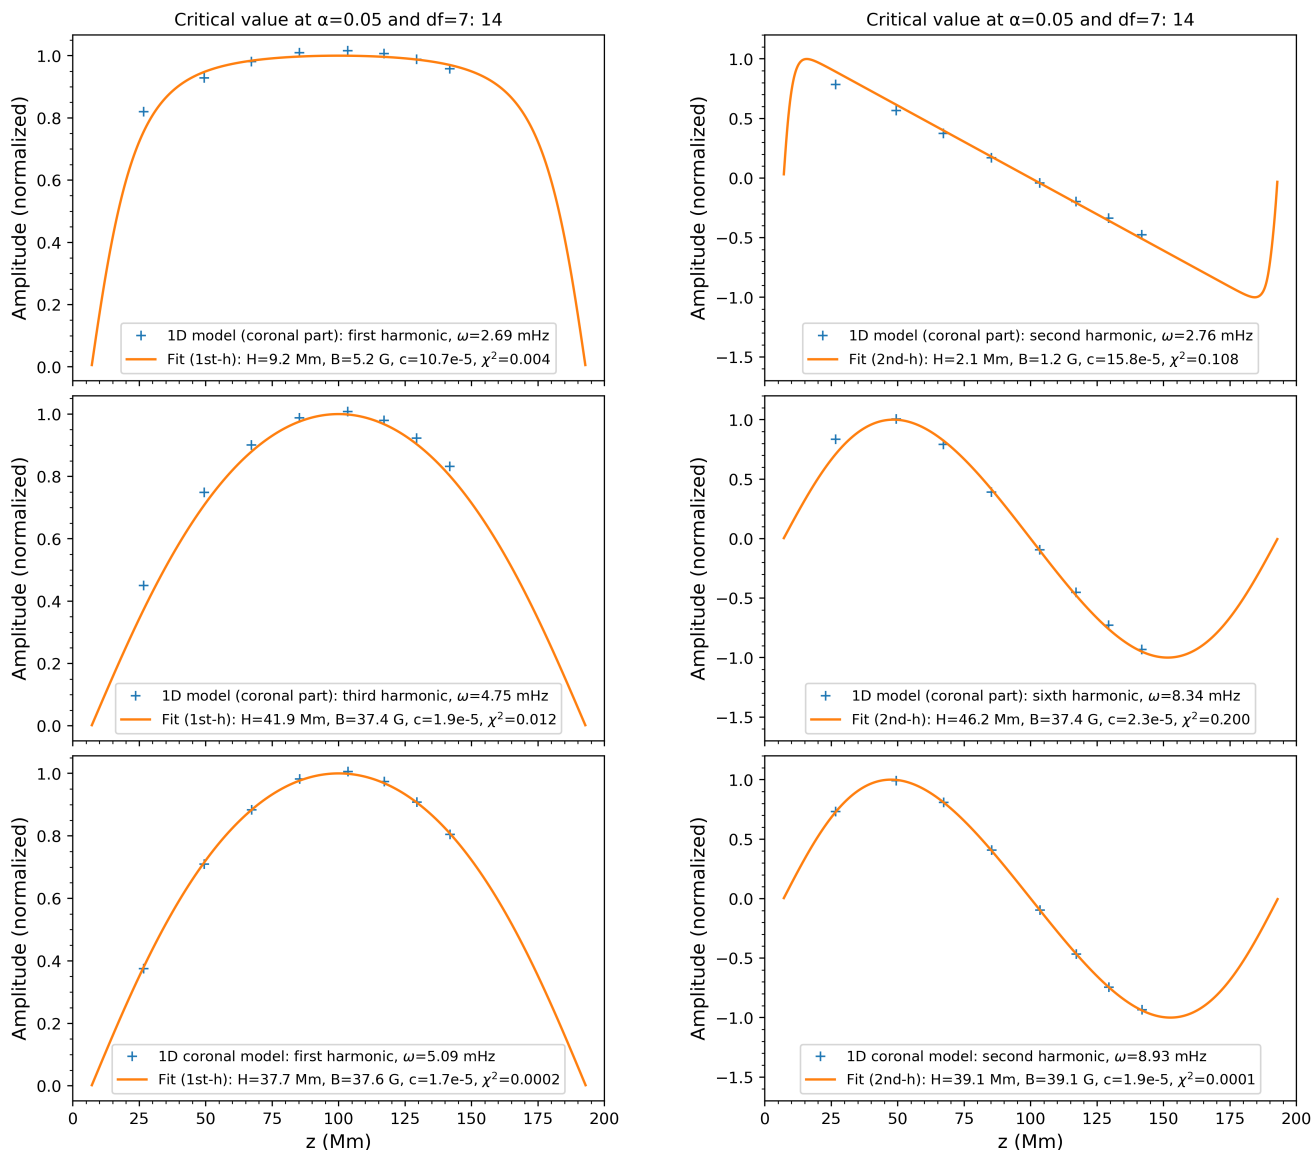 Critical value at α=0.05 and df=7: 14
Amplitude (normalized)
1.0
0.8
0.6
0.4
0.2
0.0
1D model (coronal part): first harmonic, ω=2.69 mHz
Fit (1st-h): H=9.2 Mm, B=5.2 G, c=10.7e-5, χ²=0.004
Critical value at α=0.05 and df=7: 14
Amplitude (normalized)
1.0
0.5
0.0
−0.5
−1.0
−1.5
1D model (coronal part): second harmonic, ω=2.76 mHz
Fit (2nd-h): H=2.1 Mm, B=1.2 G, c=15.8e-5, χ²=0.108
Amplitude (normalized)
1.0
0.8
0.6
0.4
0.2
0.0
1D model (coronal part): third harmonic, ω=4.75 mHz
Fit (1st-h): H=41.9 Mm, B=37.4 G, c=1.9e-5, χ²=0.012
Amplitude (normalized)
1.0
0.5
0.0
−0.5
−1.0
−1.5
1D model (coronal part): sixth harmonic, ω=8.34 mHz
Fit (2nd-h): H=46.2 Mm, B=37.4 G, c=2.3e-5, χ²=0.200
Amplitude (normalized)
1.0
0.8
0.6
0.4
0.2
0.0
1D coronal model: first harmonic, ω=5.09 mHz
Fit (1st-h): H=37.7 Mm, B=37.6 G, c=1.7e-5, χ²=0.0002
0 25 50 75 100 125 150 175 200
z (Mm)
Amplitude (normalized)
1.0
0.5
0.0
−0.5
−1.0
−1.5
1D coronal model: second harmonic, ω=8.93 mHz
Fit (2nd-h): H=39.1 Mm, B=39.1 G, c=1.9e-5, χ²=0.0001
0 25 50 75 100 125 150 175 200
z (Mm)